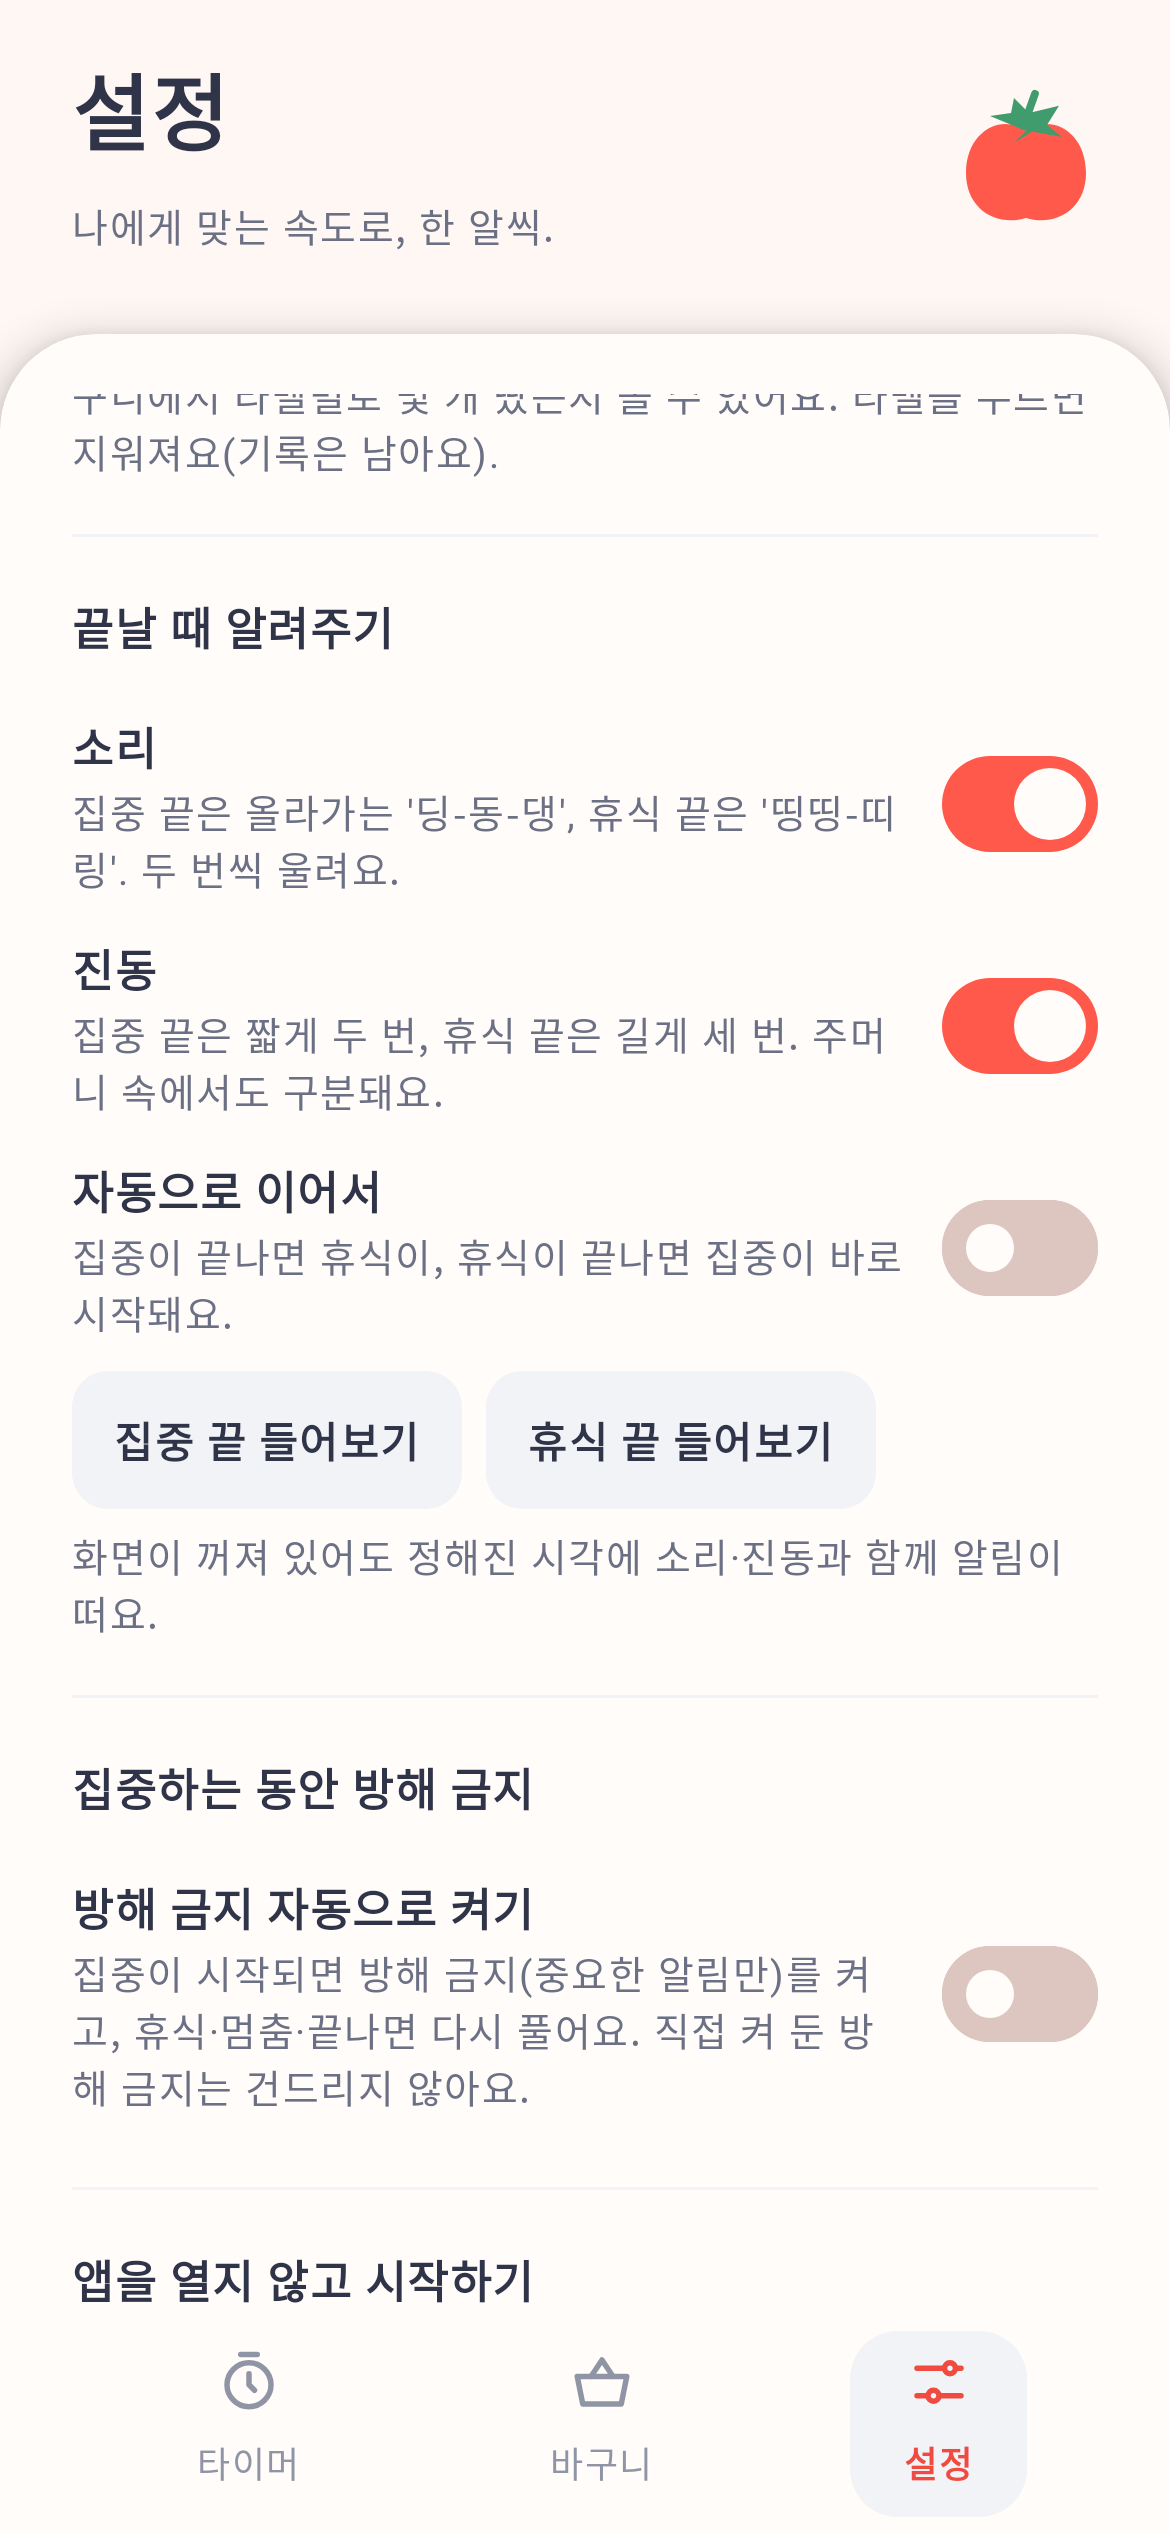 설정
나에게 맞는 속도로, 한 알씩.
지워져요(기록은 남아요).
끝날 때 알려주기
소리
집중 끝은 올라가는 '딩-동-댕', 휴식 끝은 '띵띵-띠
링'. 두 번씩 울려요.
진동
집중 끝은 짧게 두 번, 휴식 끝은 길게 세 번. 주머
니 속에서도 구분돼요.
자동으로 이어서
집중이 끝나면 휴식이, 휴식이 끝나면 집중이 바로
시작돼요.
집중 끝 들어보기
휴식 끝 들어보기
화면이 꺼져 있어도 정해진 시각에 소리·진동과 함께 알림이
떠요.
집중하는 동안 방해 금지
방해 금지 자동으로 켜기
집중이 시작되면 방해 금지(중요한 알림만)를 켜
고, 휴식·멈춤·끝나면 다시 풀어요. 직접 켜 둔 방
해 금지는 건드리지 않아요.
앱을 열지 않고 시작하기
타이머
바구니
설정